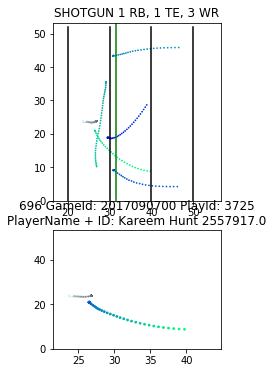 SHOTGUN 1 RB, 1 TE, 3 WR
50
40
30
20
10
0
20 30 40 50
696 GameId: 2017090700 PlayId: 3725
PlayerName + ID: Kareem Hunt 2557917.0
40
20
0
25 30 35 40